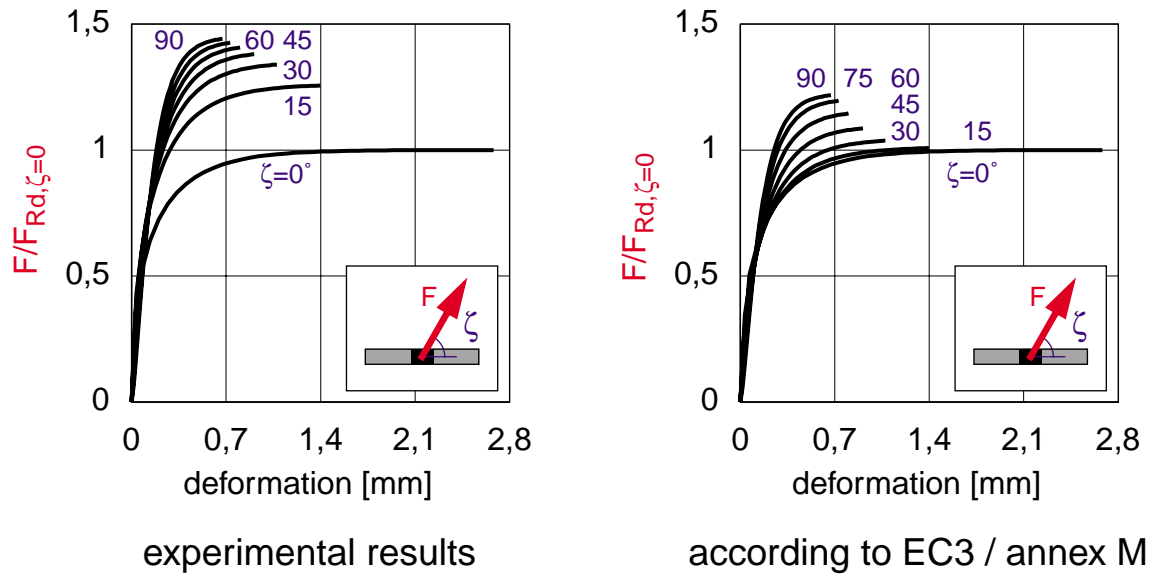 1,5
90 60 45
30
15
1
ζ=0°
F/F_Rd,ζ=0
0,5
F
ζ
0
0 0,7 1,4 2,1 2,8
deformation [mm]
experimental results
1,5
90 75 60
45
30 15
1
ζ=0°
F/F_Rd,ζ=0
0,5
F
ζ
0
0 0,7 1,4 2,1 2,8
deformation [mm]
according to EC3 / annex M